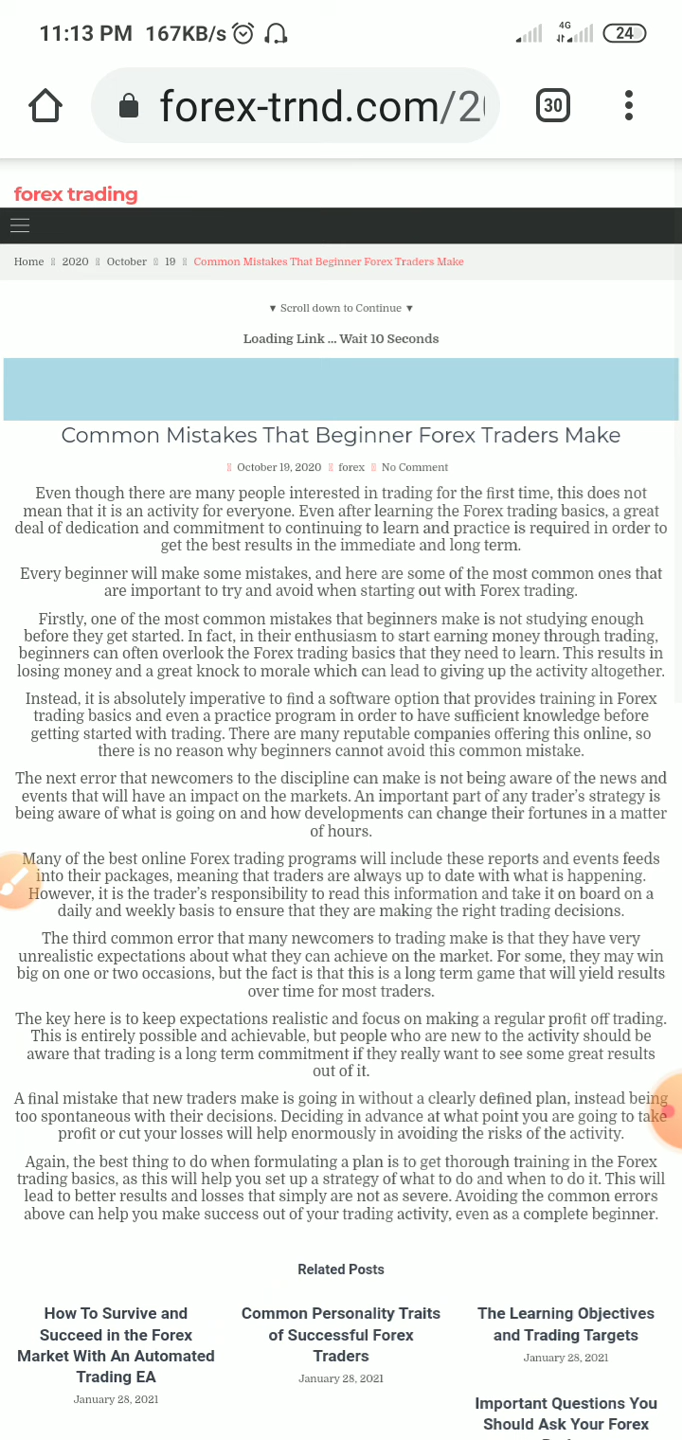 11:13 PM 167KB/s 4G 24
forex-trnd.com/2 30
forex trading
Home 2020 October 19 Common Mistakes That Beginner Forex Traders Make
▼ Scroll down to Continue ▼
Loading Link ... Wait 10 Seconds
Common Mistakes That Beginner Forex Traders Make
October 19, 2020 forex No Comment
Even though there are many people interested in trading for the first time, this does not
mean that it is an activity for everyone. Even after learning the Forex trading basics, a great
deal of dedication and commitment to continuing to learn and practice is required in order to
get the best results in the immediate and long term.
Every beginner will make some mistakes, and here are some of the most common ones that
are important to try and avoid when starting out with Forex trading.
Firstly, one of the most common mistakes that beginners make is not studying enough
before they get started. In fact, in their enthusiasm to start earning money through trading,
beginners can often overlook the Forex trading basics that they need to learn. This results in
losing money and a great knock to morale which can lead to giving up the activity altogether.
Instead, it is absolutely imperative to find a software option that provides training in Forex
trading basics and even a practice program in order to have sufficient knowledge before
getting started with trading. There are many reputable companies offering this online, so
there is no reason why beginners cannot avoid this common mistake.
The next error that newcomers to the discipline can make is not being aware of the news and
events that will have an impact on the markets. An important part of any trader's strategy is
being aware of what is going on and how developments can change their fortunes in a matter
of hours.
Many of the best online Forex trading programs will include these reports and events feeds
into their packages, meaning that traders are always up to date with what is happening.
However, it is the trader's responsibility to read this information and take it on board on a
daily and weekly basis to ensure that they are making the right trading decisions.
The third common error that many newcomers to trading make is that they have very
unrealistic expectations about what they can achieve on the market. For some, they may win
big on one or two occasions, but the fact is that this is a long term game that will yield results
over time for most traders.
The key here is to keep expectations realistic and focus on making a regular profit off trading.
This is entirely possible and achievable, but people who are new to the activity should be
aware that trading is a long term commitment if they really want to see some great results
out of it.
A final mistake that new traders make is going in without a clearly defined plan, instead being
too spontaneous with their decisions. Deciding in advance at what point you are going to take
profit or cut your losses will help enormously in avoiding the risks of the activity.
Again, the best thing to do when formulating a plan is to get thorough training in the Forex
trading basics, as this will help you set up a strategy of what to do and when to do it. This will
lead to better results and losses that simply are not as severe. Avoiding the common errors
above can help you make success out of your trading activity, even as a complete beginner.
Related Posts
How To Survive and
Succeed in the Forex
Market With An Automated
Trading EA
January 28, 2021
Common Personality Traits
of Successful Forex
Traders
January 28, 2021
The Learning Objectives
and Trading Targets
January 28, 2021
Important Questions You
Should Ask Your Forex